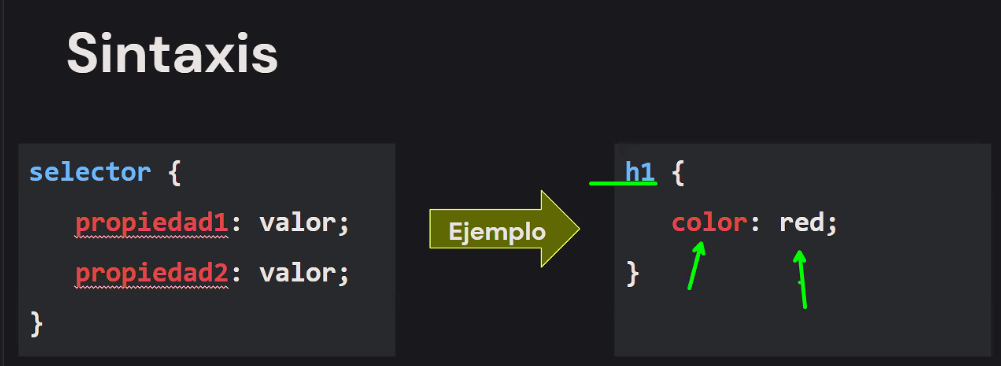 Sintaxis
selector {
propiedad1: valor;
propiedad2: valor;
}
Ejemplo
h1 {
color: red;
}